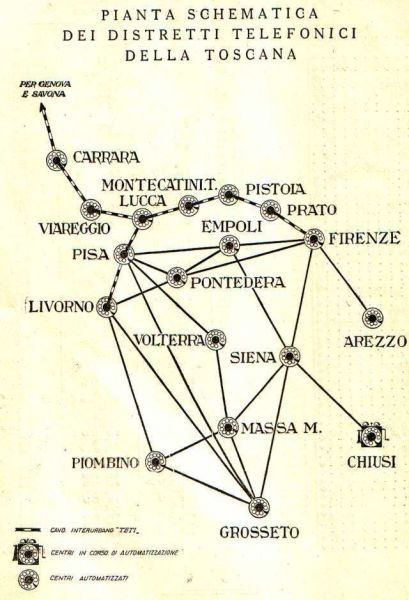 PIANTA SCHEMATICA
DEI DISTRETTI TELEFONICI
DELLA TOSCANA
PER GENOVA
E SAVONA
CARRARA
MONTECATINI.T.
PISTOIA
LUCCA
PRATO
VIAREGGIO
EMPOLI
FIRENZE
PISA
PONTEDERA
LIVORNO
VOLTERRA
AREZZO
SIENA
MASSA M.
PIOMBINO
CHIUSI
GROSSETO
CAVO INTERURBANO "TETI"
CENTRI IN CORSO DI AUTOMATIZZAZIONE
CENTRI AUTOMATIZZATI